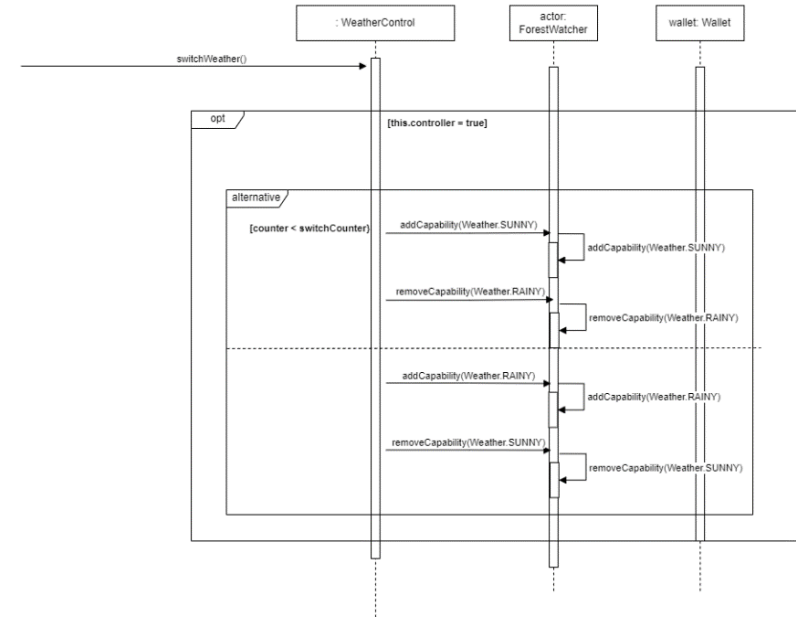 : WeatherControl
actor:
ForestWatcher
wallet: Wallet
switchWeather()
opt
[this.controller = true]
alternative
[counter < switchCounter}
addCapability(Weather.SUNNY)
addCapability(Weather.SUNNY)
removeCapability(Weather.RAINY)
removeCapability(Weather.RAINY)
addCapability(Weather.RAINY)
addCapability(Weather.RAINY)
removeCapability(Weather.SUNNY)
removeCapability(Weather.SUNNY)